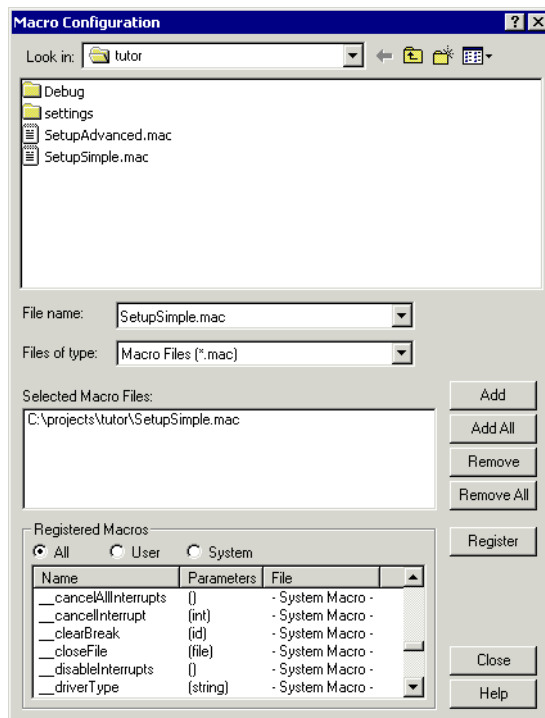 Macro Configuration
Look in: tutor
Debug
settings
SetupAdvanced.mac
SetupSimple.mac
File name: SetupSimple.mac
Files of type: Macro Files (*.mac)
Selected Macro Files:
C:\projects\tutor\SetupSimple.mac
Add
Add All
Remove
Remove All
Registered Macros
All User System
Register
Name Parameters File
__cancelAllInterrupts () - System Macro -
__cancelInterrupt (int) - System Macro -
__clearBreak (id) - System Macro -
__closeFile (file) - System Macro -
__disableInterrupts () - System Macro -
__driverType (string) - System Macro -
Close
Help